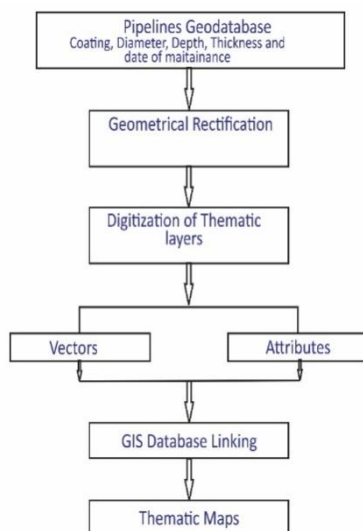 Pipelines Geodatabase
Coating, Diameter, Depth, Thickness and
date of maitainance
Geometrical Rectification
Digitization of Thematic
layers
Vectors
Attributes
GIS Database Linking
Thematic Maps